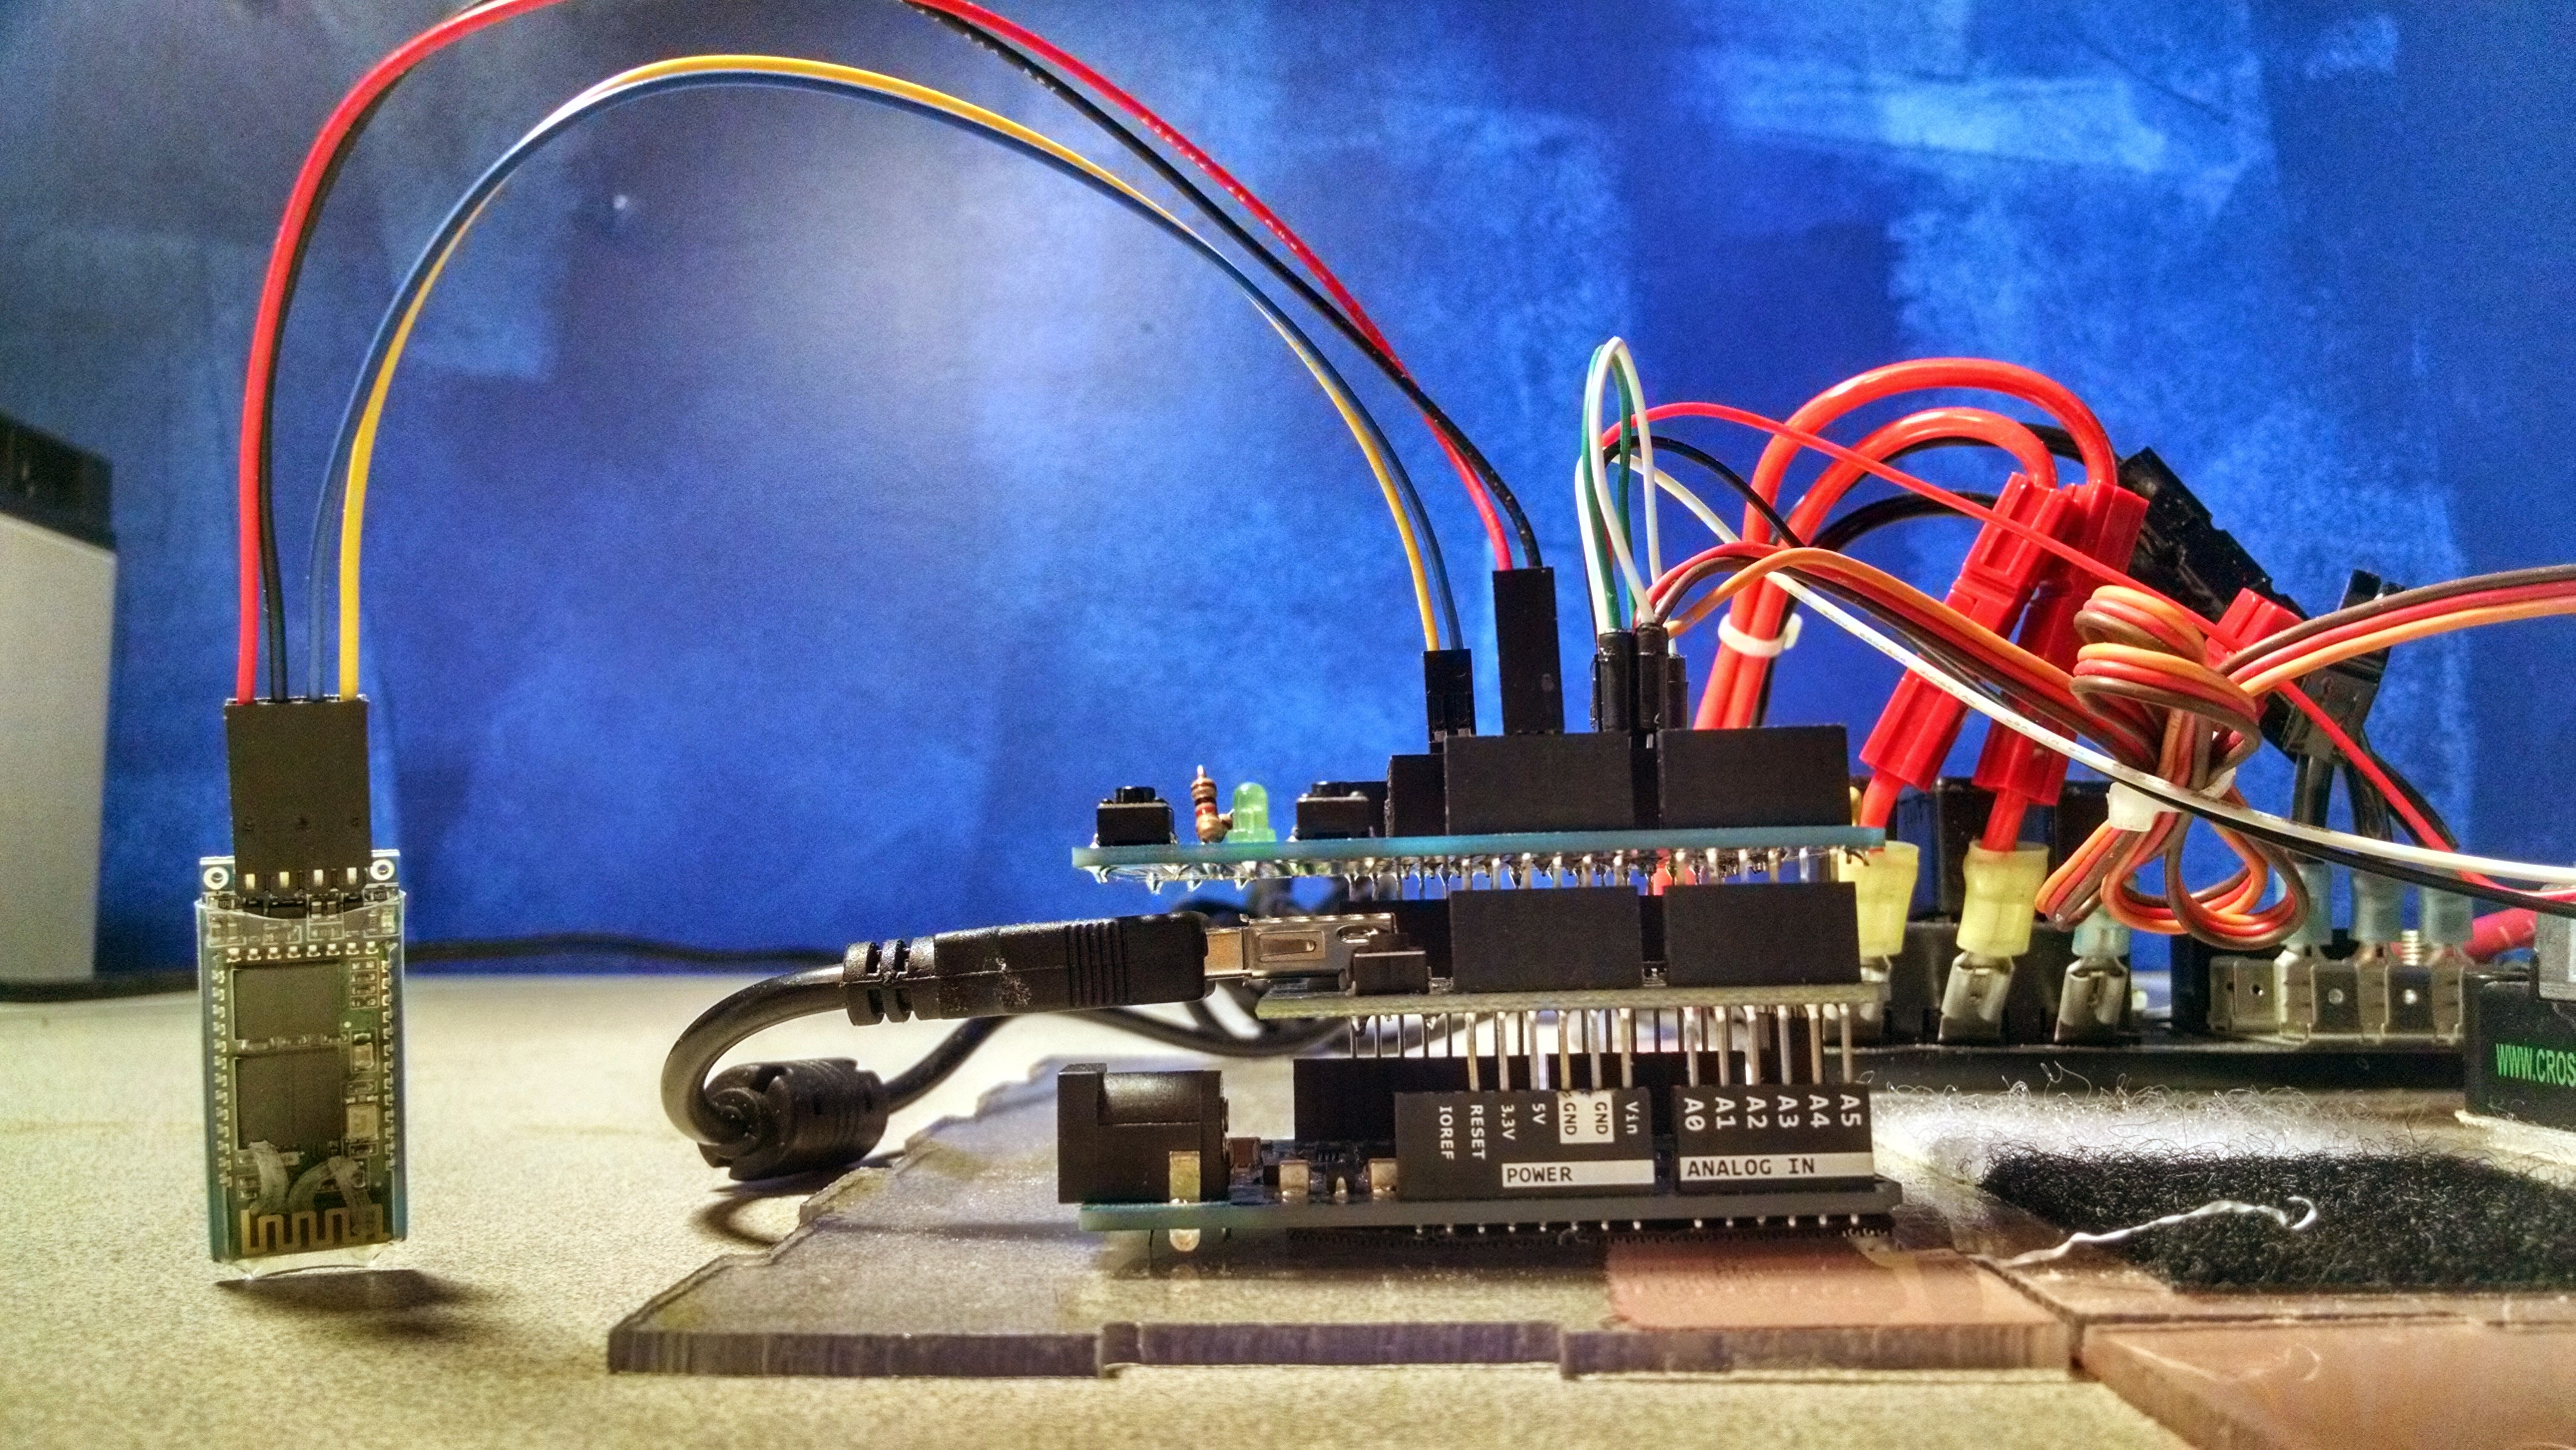 IOREF
RESET
3.3V
5V
GND
GND
Vin
POWER
A0
A1
A2
A3
A4
A5
ANALOG IN
WWW.CROS